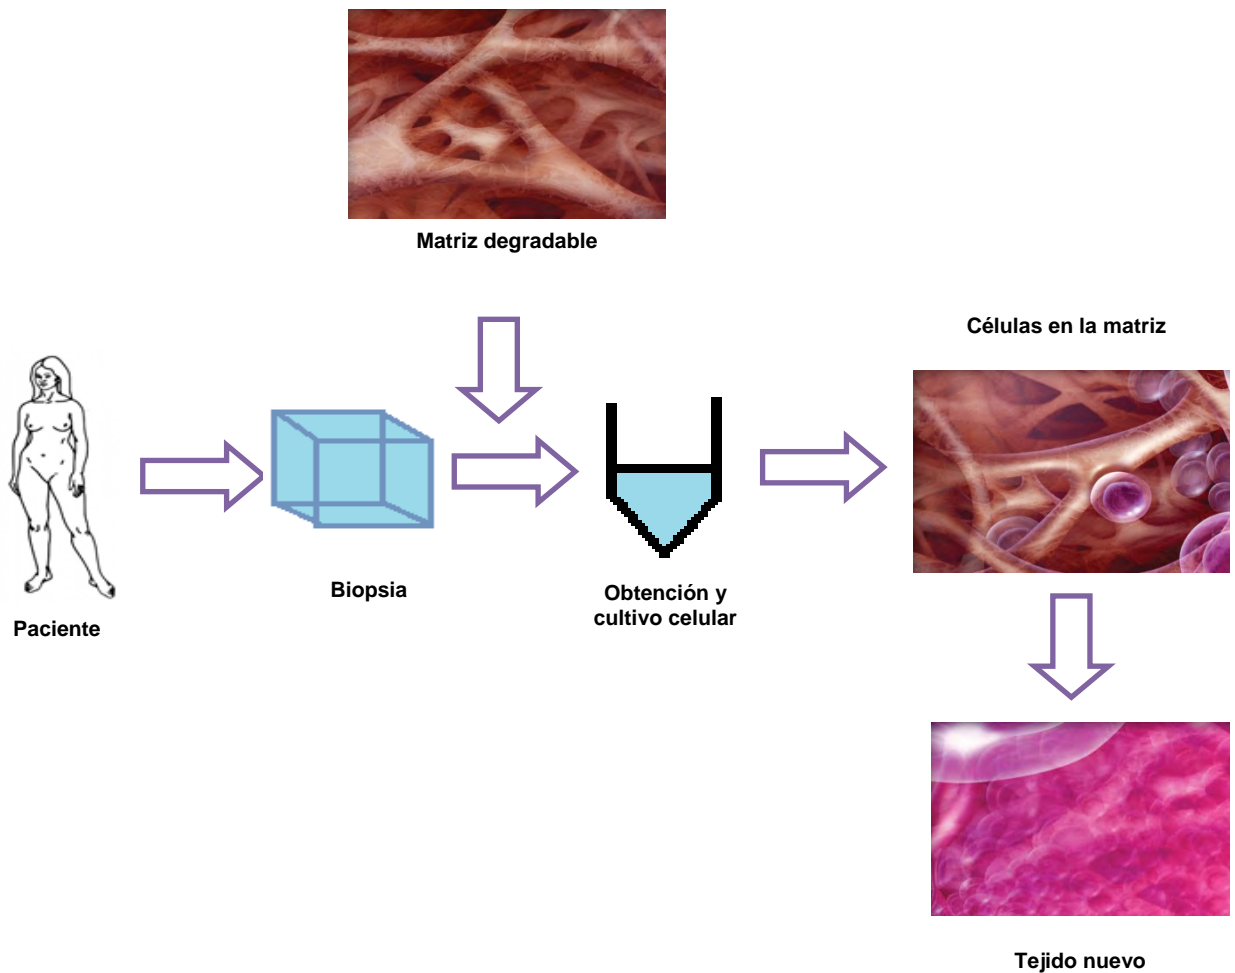 Matriz degradable
Células en la matriz
Biopsia
Obtención y
cultivo celular
Paciente
Tejido nuevo